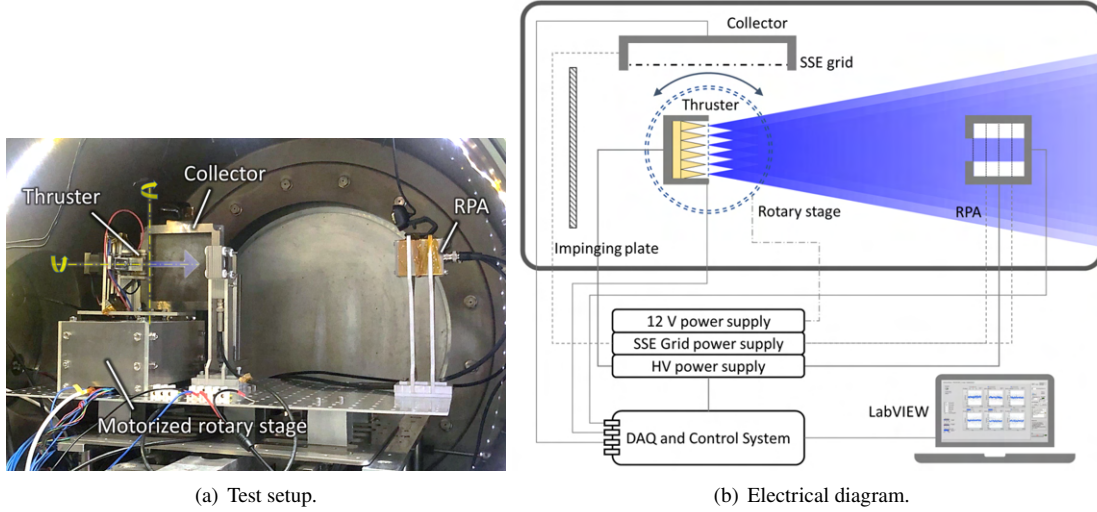 Thruster
Collector
RPA
Motorized rotary stage
(a) Test setup.
Collector
SSE grid
Thruster
Rotary stage
RPA
Impinging plate
12 V power supply
SSE Grid power supply
HV power supply
LabVIEW
DAQ and Control System
(b) Electrical diagram.